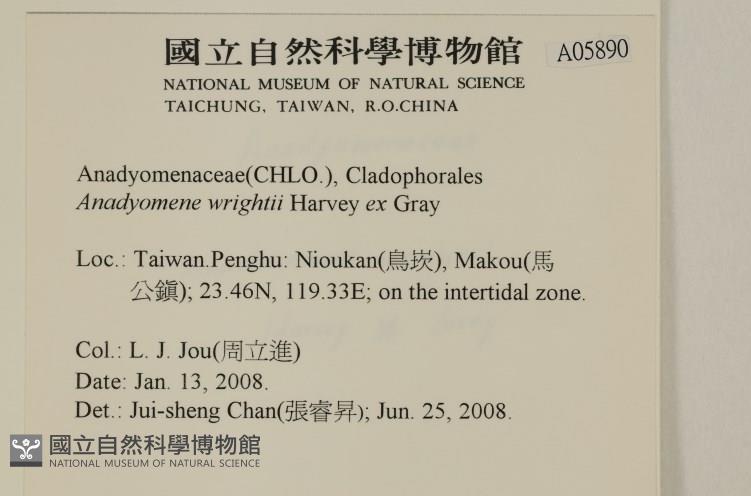 國立自然科學博物館
A05890
NATIONAL MUSEUM OF NATURAL SCIENCE
TAICHUNG, TAIWAN, R.O.CHINA
Anadyomenaceae(CHLO.), Cladophorales
Anadyomene wrightii Harvey ex Gray
Loc.: Taiwan.Penghu: Nioukan(鳥崁), Makou(馬
公鎮); 23.46N, 119.33E; on the intertidal zone.
Col.: L. J. Jou(周立進)
Date: Jan. 13, 2008.
Det.: Jui-sheng Chan(張睿昇); Jun. 25, 2008.
國立自然科學博物館
NATIONAL MUSEUM OF NATURAL SCIENCE